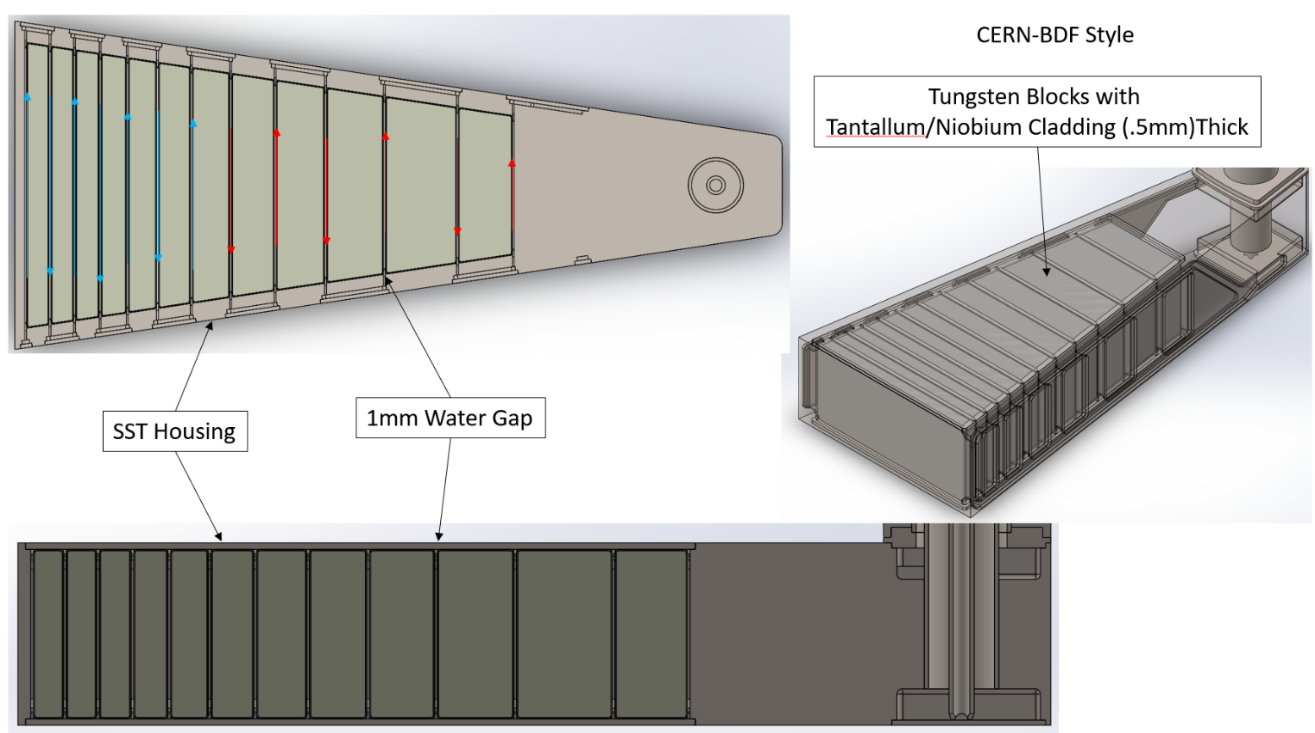 CERN-BDF Style
Tungsten Blocks with
Tantallum/Niobium Cladding (.5mm)Thick
SST Housing
1mm Water Gap